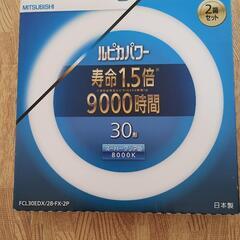 MITSUBISHI
2個
セット
ルピカパワー
寿命1.5倍
9000時間
30形
8000K
FCL30EDX/28-FX-2P
日本製